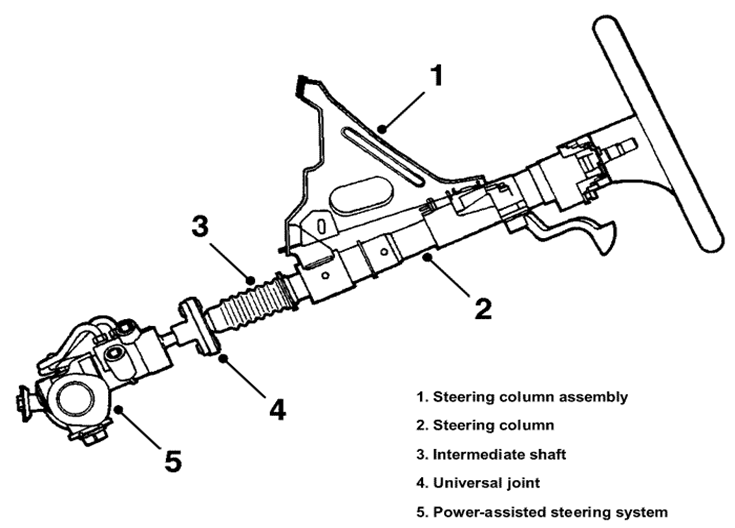 1
3
2
4
5
1. Steering column assembly
2. Steering column
3. Intermediate shaft
4. Universal joint
5. Power-assisted steering system